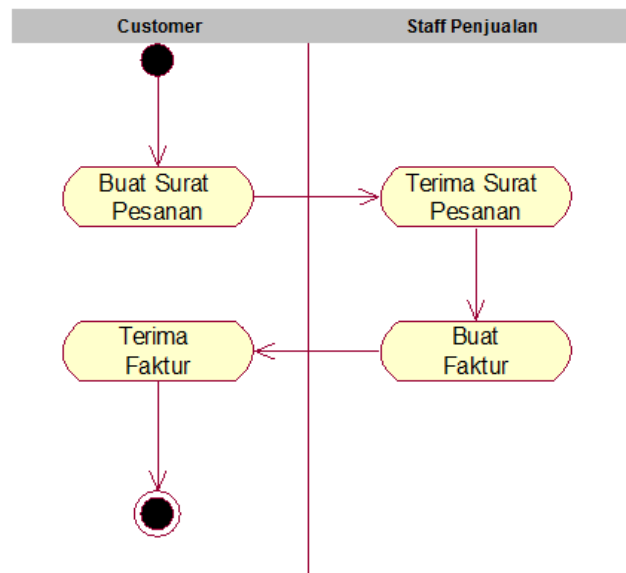 Customer
Staff Penjualan
Buat Surat
Pesanan
Terima Surat
Pesanan
Terima
Faktur
Buat
Faktur